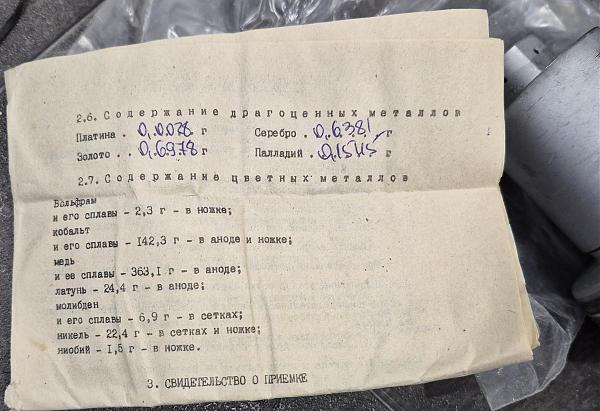 2.6. Содержание драгоценных металлов
Платина . 0,0028 г Серебро . 0,6381 г
Золото . . 0,6978 г Палладий . 0,1545 г
2.7. Содержание цветных металлов
Вольфрам
и его сплавы - 2,3 г - в ножке;
кобальт
и его сплавы - 142,3 г - в аноде и ножке;
медь
и ее сплавы - 363,1 г - в аноде;
латунь - 24,4 г - в аноде;
молибден
и его сплавы - 6,9 г - в сетках;
никель - 22,4 г - в сетках и ножке;
ниобий - 1,5 г - в ножке.
3. СВИДЕТЕЛЬСТВО О ПРИЕМКЕ